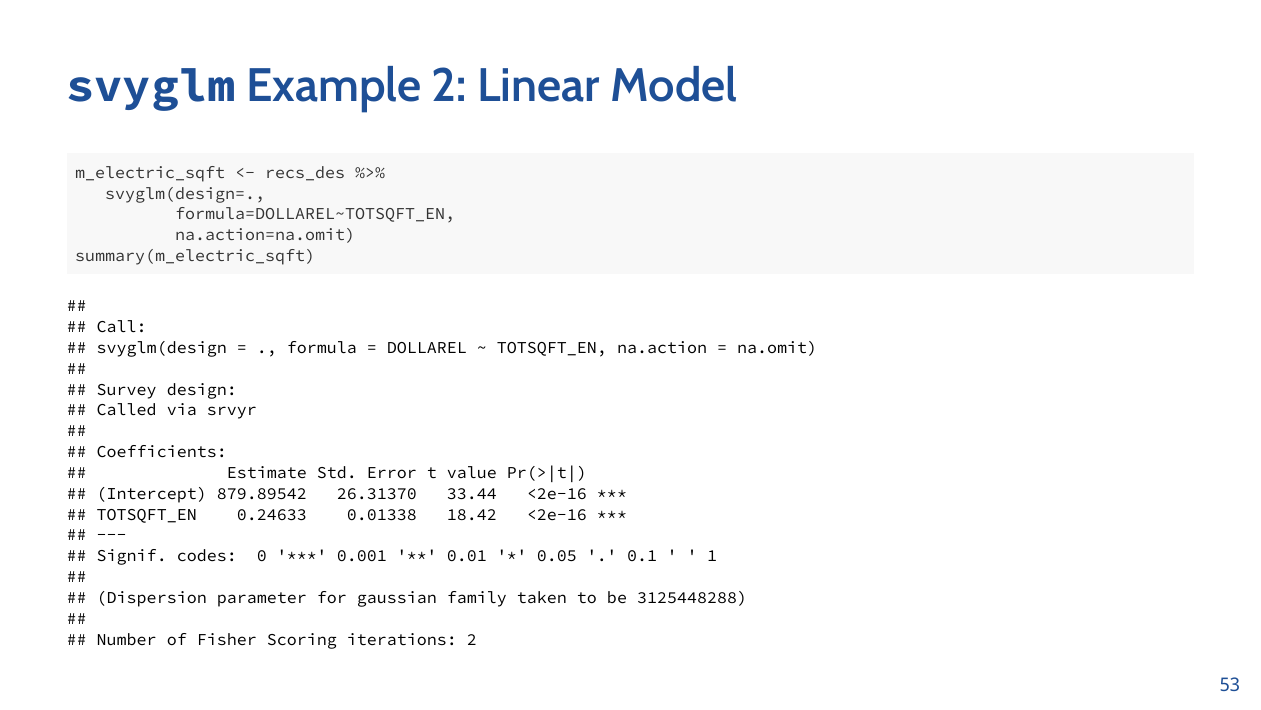 svyglm Example 2: Linear Model
m_electric_sqft <- recs_des %>%
   svyglm(design=.,
          formula=DOLLAREL~TOTSQFT_EN,
          na.action=na.omit)
summary(m_electric_sqft)
##
## Call:
## svyglm(design = ., formula = DOLLAREL ~ TOTSQFT_EN, na.action = na.omit)
##
## Survey design:
## Called via srvyr
##
## Coefficients:
##              Estimate Std. Error t value Pr(>|t|)
## (Intercept) 879.89542   26.31370   33.44   <2e-16 ***
## TOTSQFT_EN    0.24633    0.01338   18.42   <2e-16 ***
## ---
## Signif. codes:  0 '***' 0.001 '**' 0.01 '*' 0.05 '.' 0.1 ' ' 1
##
## (Dispersion parameter for gaussian family taken to be 3125448288)
##
## Number of Fisher Scoring iterations: 2
53